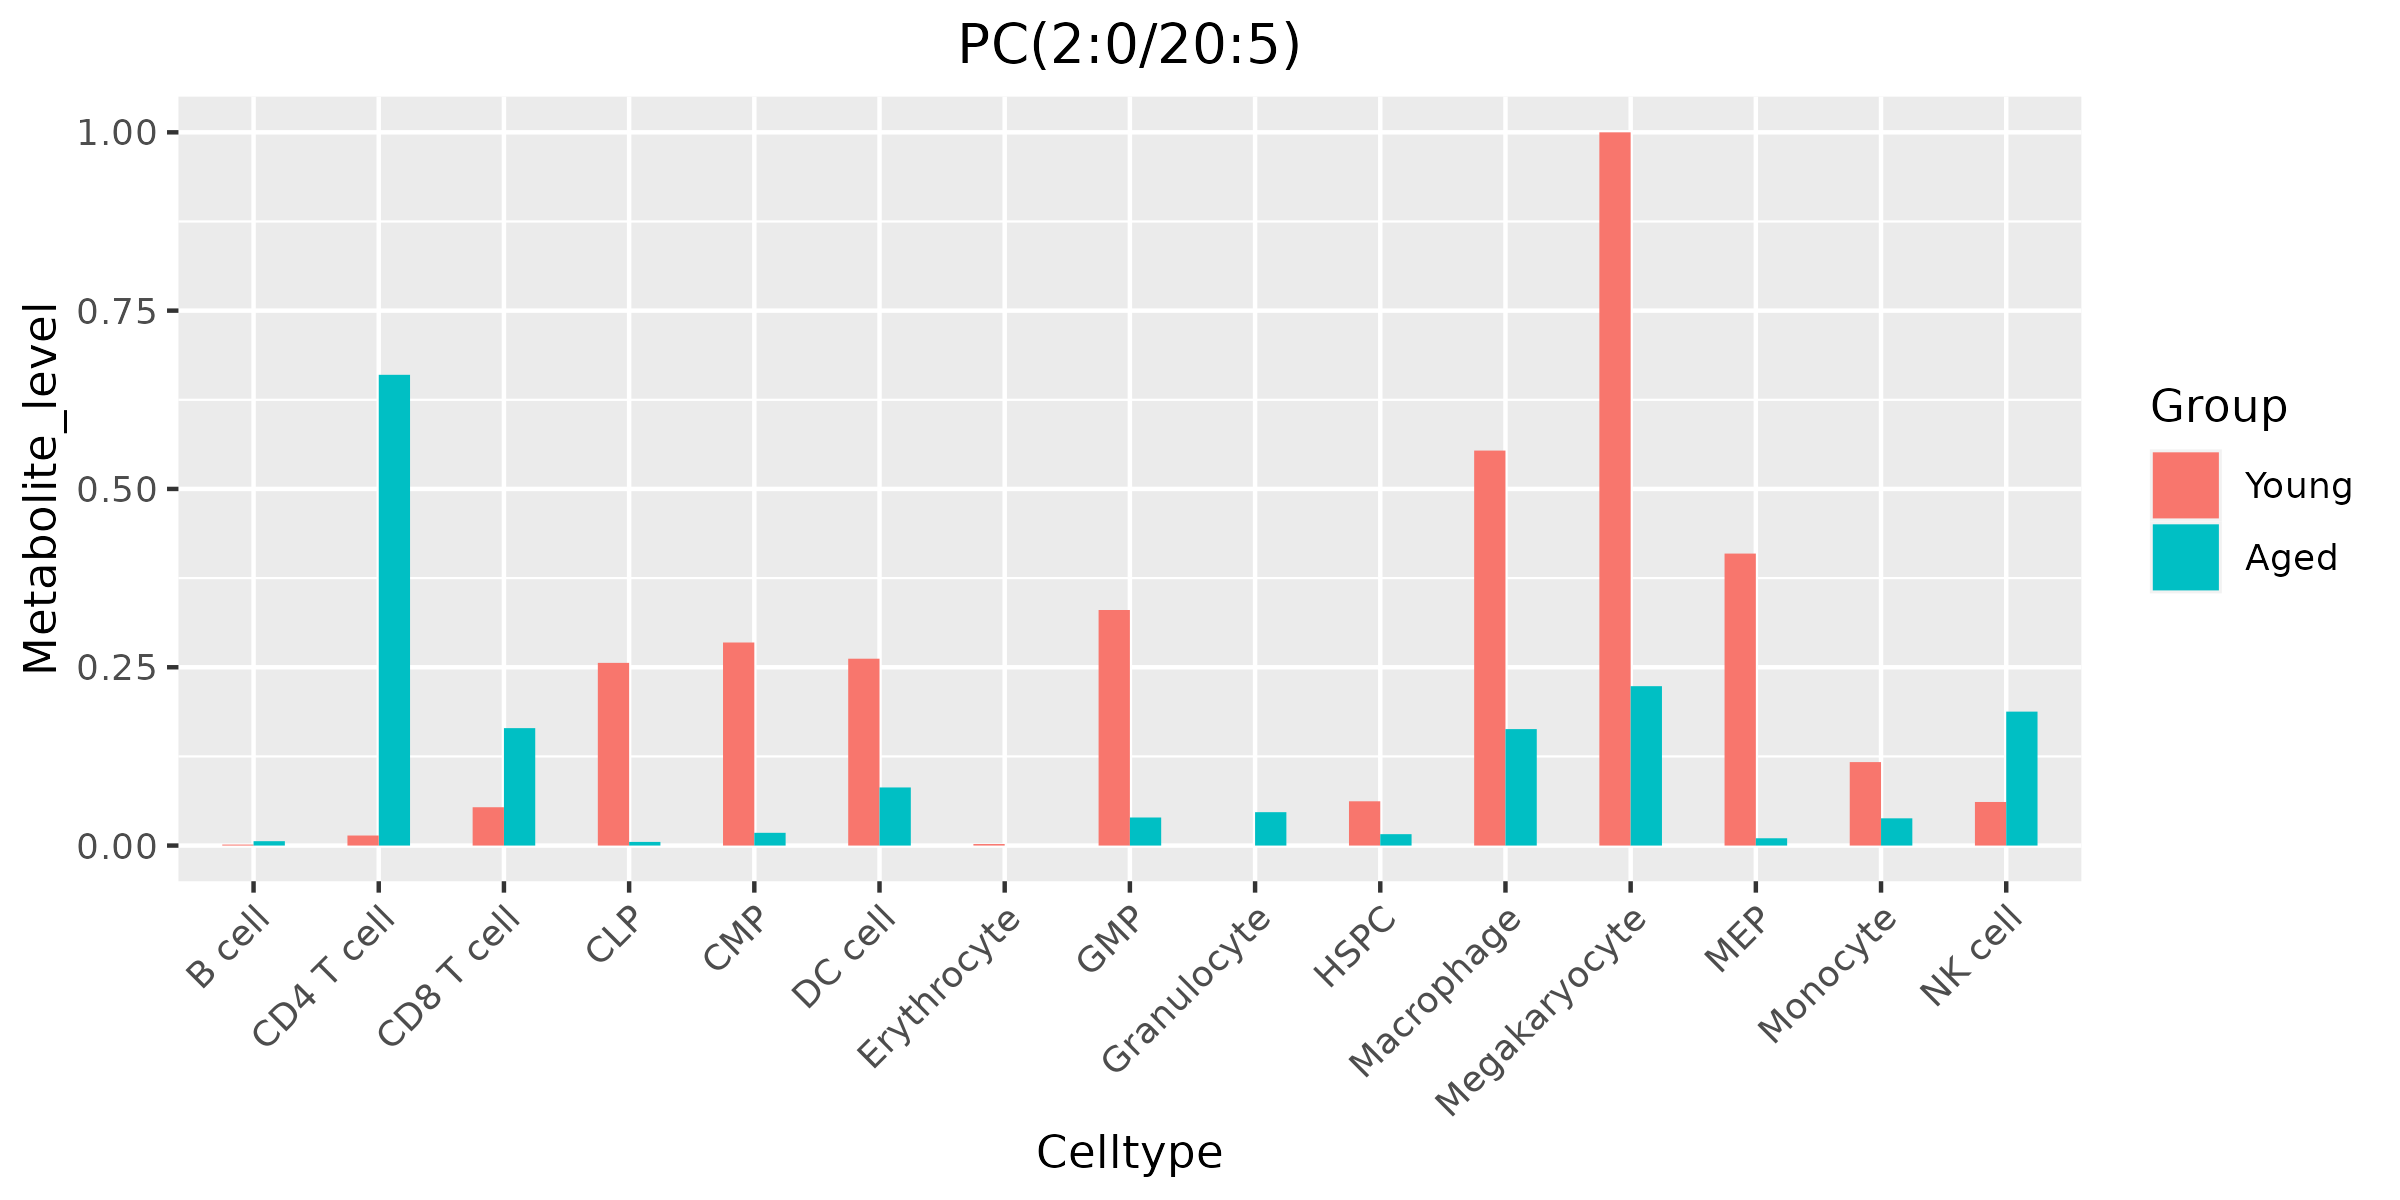 PC(2:0/20:5)
Metabolite_level
1.00
0.75
0.50
0.25
0.00
B cell
CD4 T cell
CD8 T cell
CLP
CMP
DC cell
Erythrocyte
GMP
Granulocyte
HSPC
Macrophage
Megakaryocyte
MEP
Monocyte
NK cell
Celltype
Group
Young
Aged